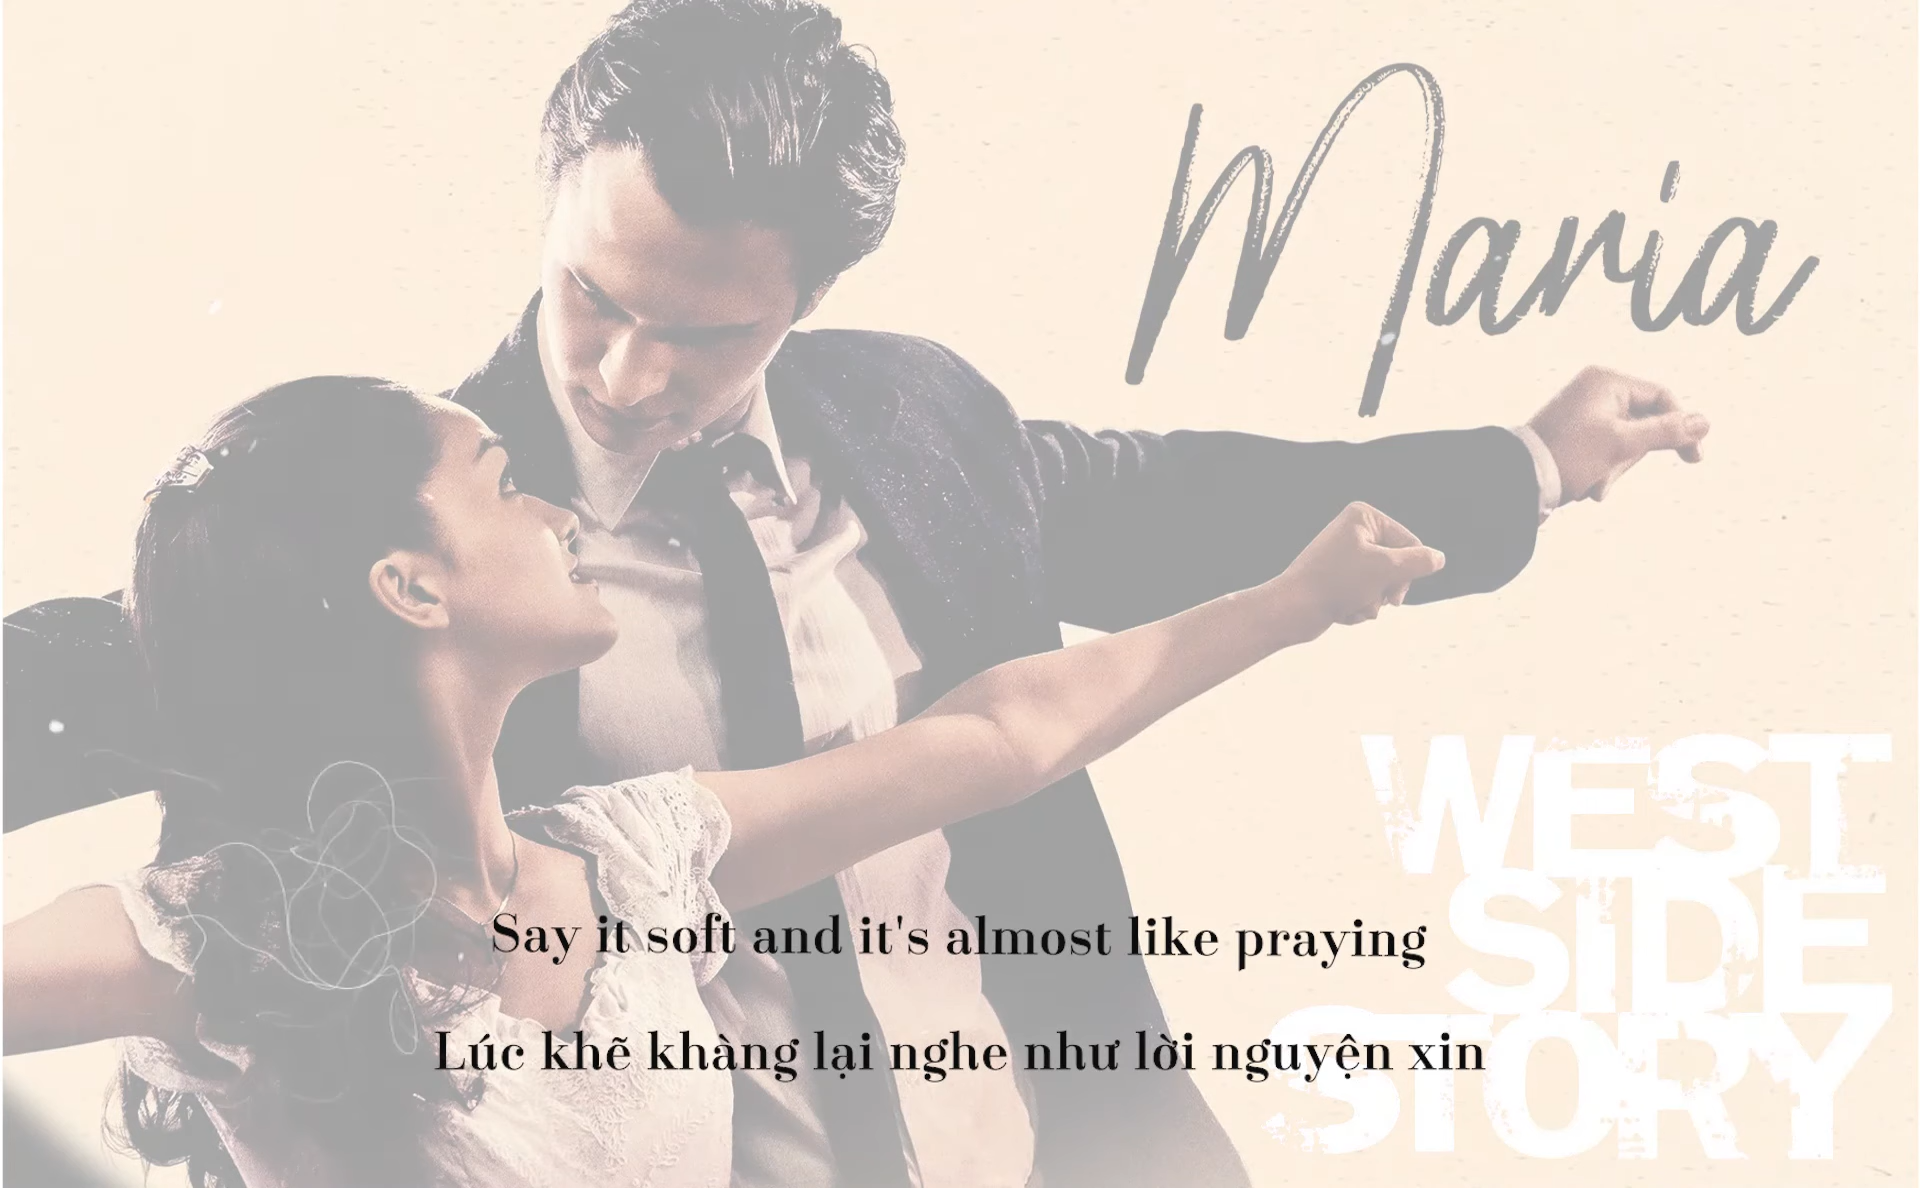 Maria
WEST
SIDE
STORY
Say it soft and it's almost like praying
Lúc khẽ khàng lại nghe như lời nguyện xin